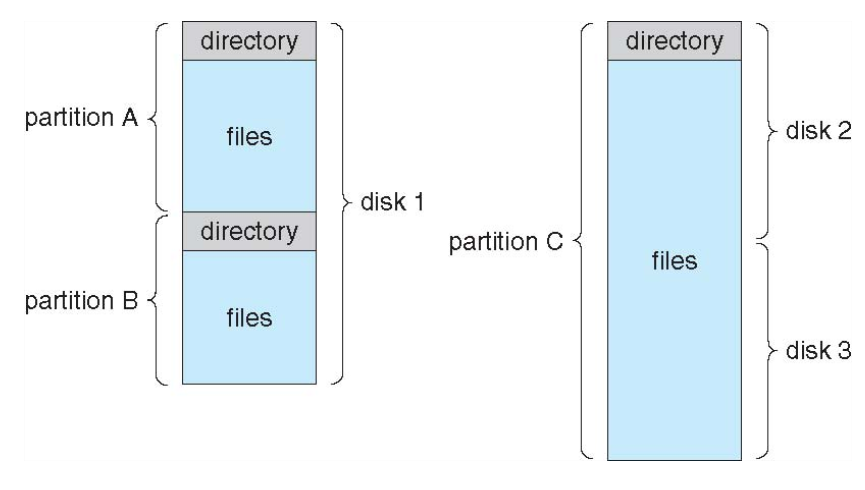 directory
partition A
files
disk 1
directory
partition B
files
directory
disk 2
partition C
files
disk 3